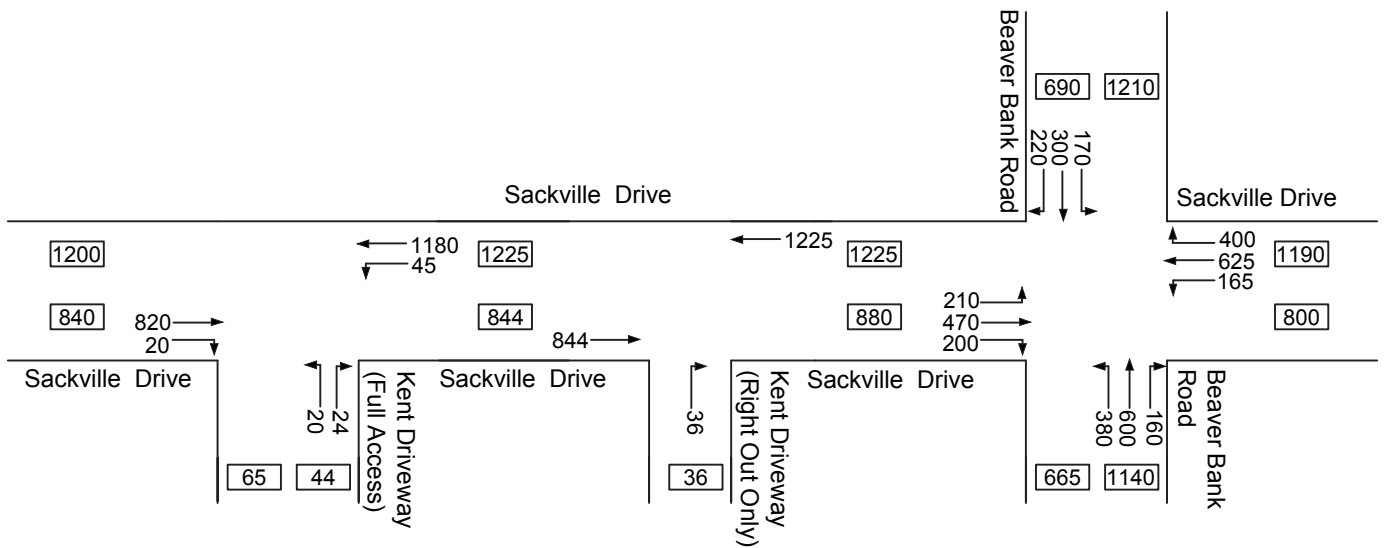 Beaver Bank Road
690 1210
220
300
170
Sackville Drive
Sackville Drive
1200
1180
45
1225
1225
1225
400
625
165
1190
840
820
20
844
844
880
210
470
200
800
Sackville Drive
20
24
Kent Driveway
(Full Access)
Sackville Drive
36
Kent Driveway
(Right Out Only)
Sackville Drive
380
600
160
Beaver Bank
Road
65 44
36
665 1140